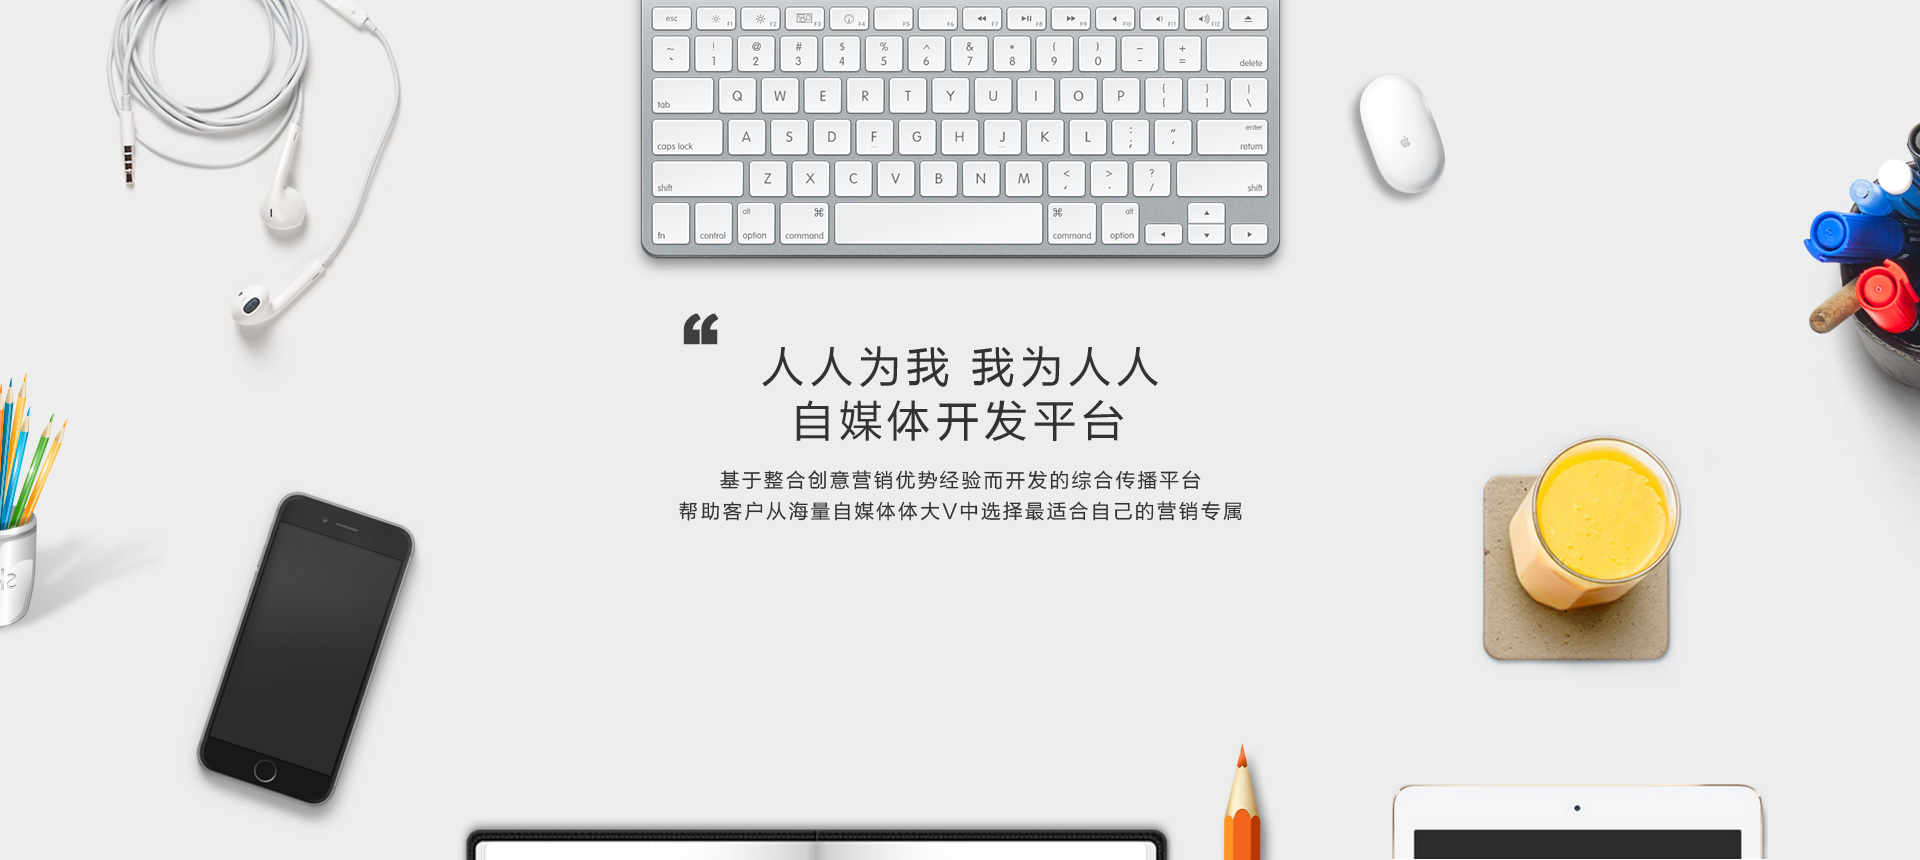 esc F1 F2 F3 F4 F5 F6 F7 F8 F9 F10 F11 F12
~ ! @ # $ % ^ & * ( ) – +
` 1 2 3 4 5 6 7 8 9 0 - = delete
tab Q W E R T Y U I O P { [ } ] | \
caps lock A S D F G H J K L : ; " ' enter return
shift Z X C V B N M < , > . ? / shift
fn control alt option ⌘ command ⌘ command alt option
“
人人为我 我为人人
自媒体开发平台
基于整合创意营销优势经验而开发的综合传播平台
帮助客户从海量自媒体体大V中选择最适合自己的营销专属